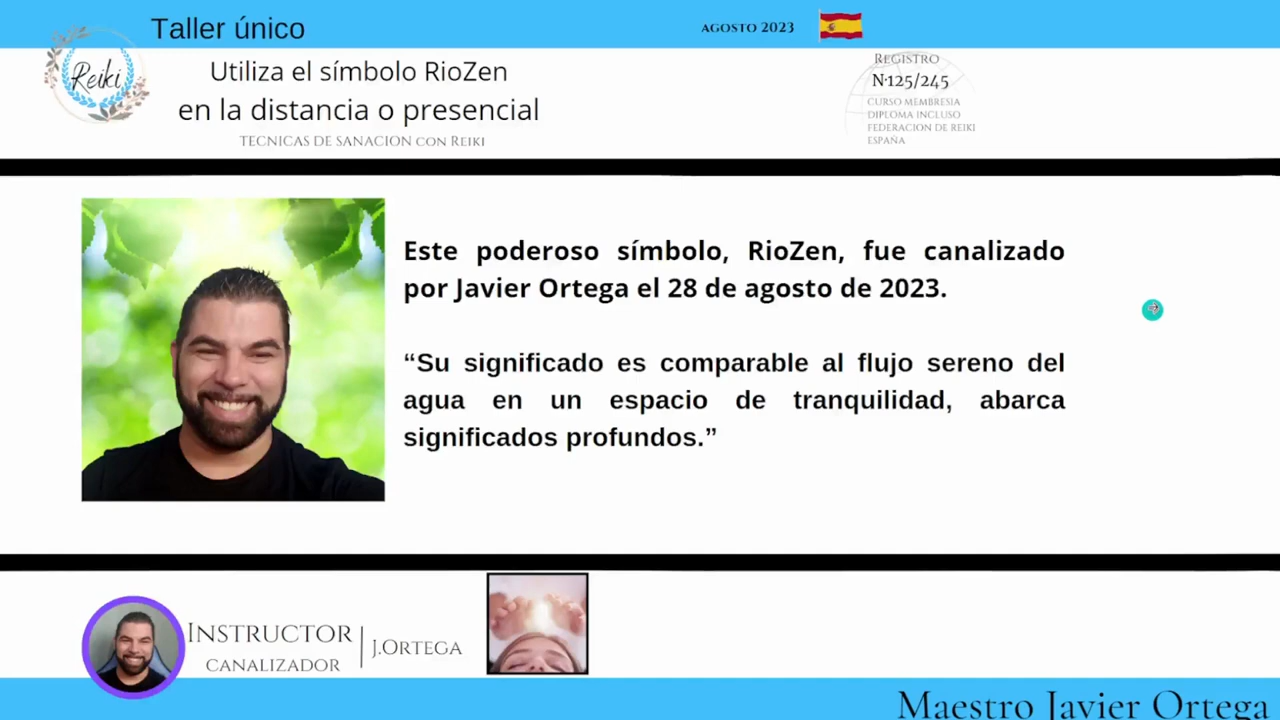 Taller único
AGOSTO 2023
Reiki
Utiliza el símbolo RioZen
en la distancia o presencial
TECNICAS DE SANACION CON REIKI
REGISTRO
N·125/245
CURSO MEMBRESIA
DIPLOMA INCLUSO
FEDERACION DE REIKI
ESPAÑA
Este poderoso símbolo, RioZen, fue canalizado
por Javier Ortega el 28 de agosto de 2023.
“Su significado es comparable al flujo sereno del
agua en un espacio de tranquilidad, abarca
significados profundos.”
INSTRUCTOR
CANALIZADOR
J.ORTEGA
Maestro Javier Ortega